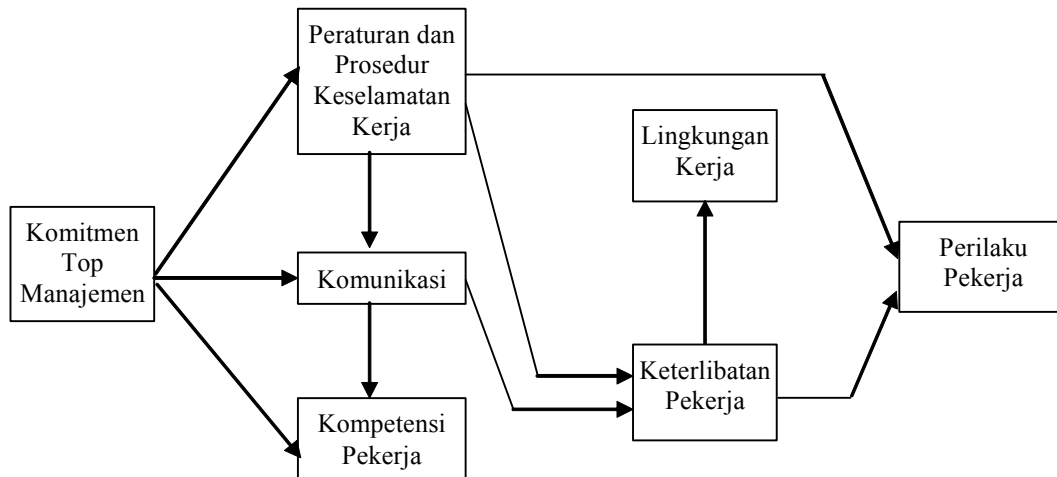 Peraturan dan
Prosedur
Keselamatan
Kerja
Lingkungan
Kerja
Komitmen
Top
Manajemen
Komunikasi
Perilaku
Pekerja
Keterlibatan
Pekerja
Kompetensi
Pekerja